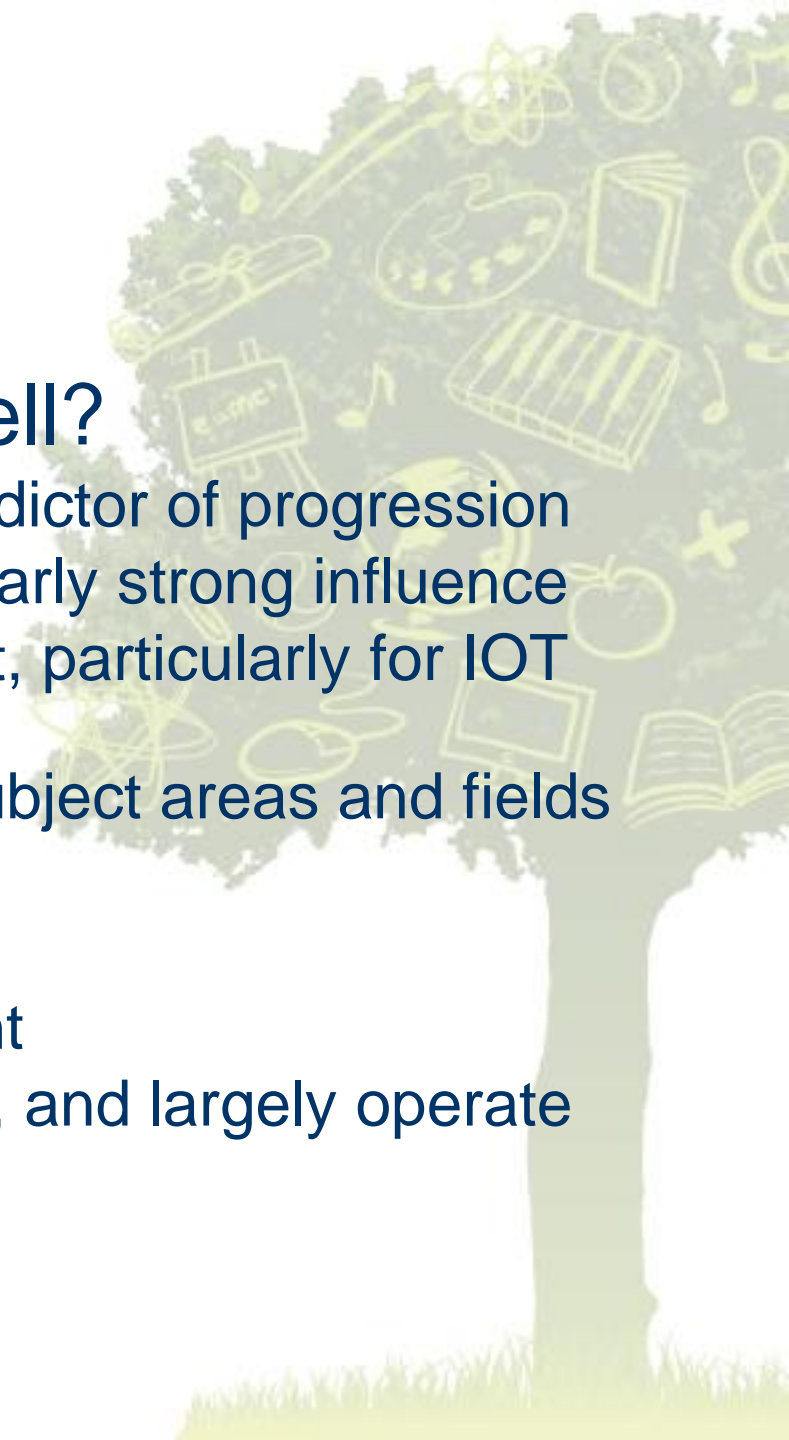 ell?
dictor of progression
arly strong influence
t, particularly for IOT
ubject areas and fields
nt
, and largely operate